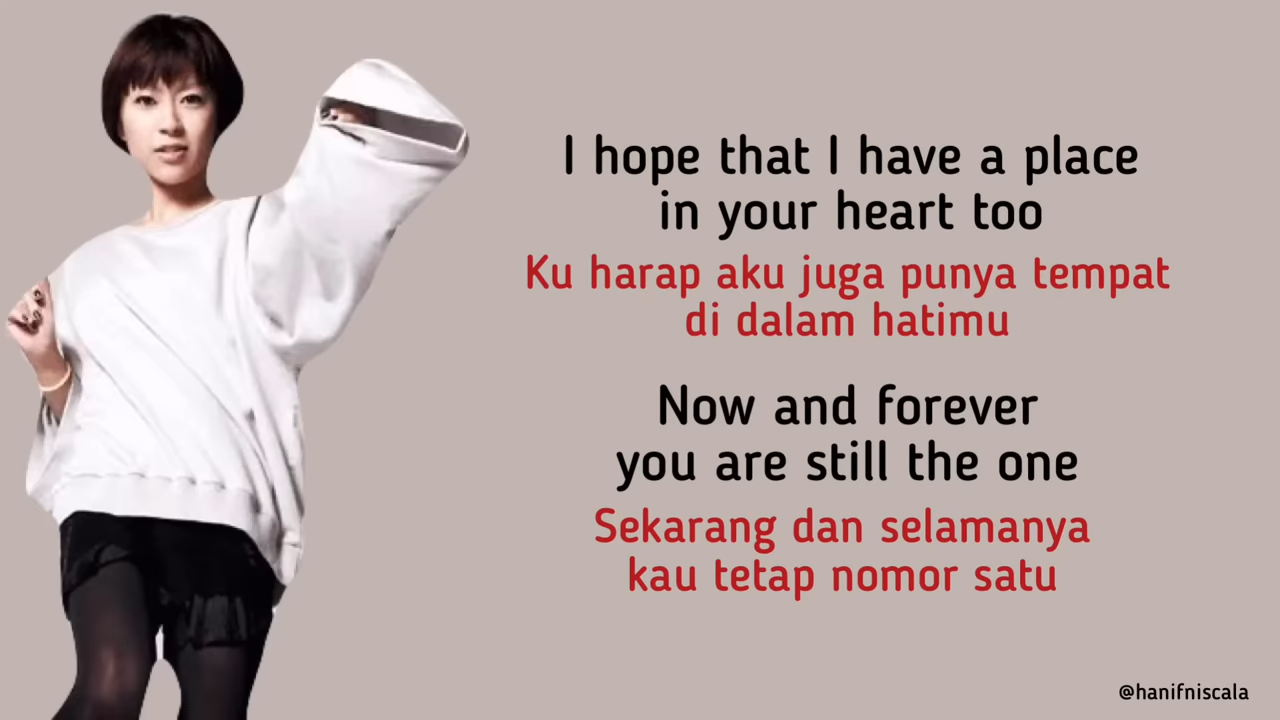 I hope that I have a place
in your heart too
Ku harap aku juga punya tempat
di dalam hatimu
Now and forever
you are still the one
Sekarang dan selamanya
kau tetap nomor satu
@hanifniscala